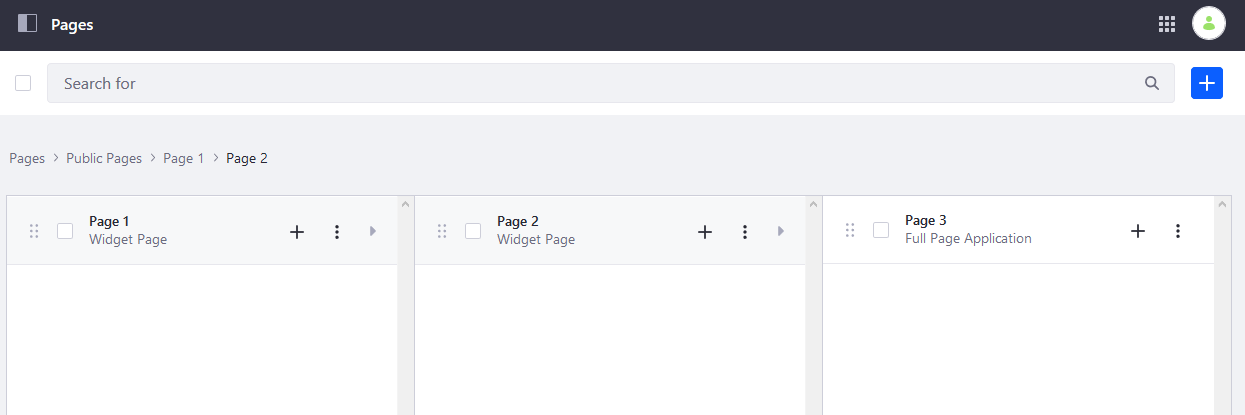 Pages
Search for
Pages > Public Pages > Page 1 > Page 2
Page 1
Widget Page
Page 2
Widget Page
Page 3
Full Page Application